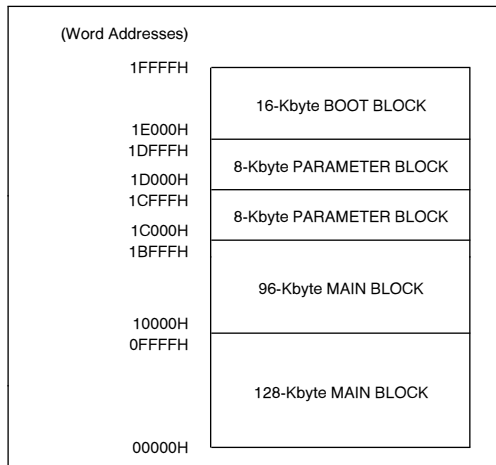 (Word Addresses)
1FFFFH
16-Kbyte BOOT BLOCK
1E000H
1DFFFH
8-Kbyte PARAMETER BLOCK
1D000H
1CFFFH
8-Kbyte PARAMETER BLOCK
1C000H
1BFFFH
96-Kbyte MAIN BLOCK
10000H
0FFFFH
128-Kbyte MAIN BLOCK
00000H